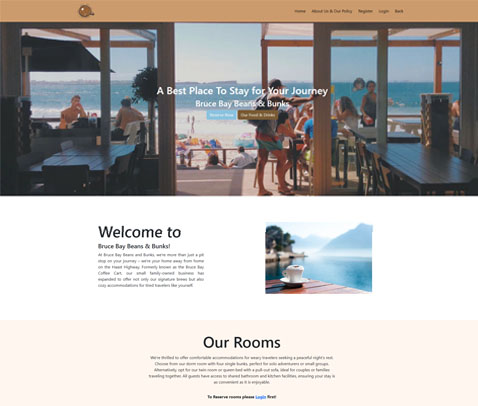 Home About Us & Our Policy Register Login Back
A Best Place To Stay for Your Journey
Bruce Bay Beans & Bunks
Reserve Now Our Food & Drinks
Welcome to
Bruce Bay Beans & Bunks!
At Bruce Bay Beans and Bunks, we're more than just a pit
stop on your journey – we're your home away from home
on the Haast Highway. Formerly known as the Bruce Bay
Coffee Cart, our small family-owned business has
expanded to offer not only our signature brews but also
cozy accommodations for tired travelers like yourself.
Our Rooms
We're thrilled to offer comfortable accommodations for weary travelers seeking a peaceful night's rest.
Choose from our dorm room with four single bunks, perfect for solo adventurers or small groups.
Alternatively, opt for our twin room or queen bed with a pull-out sofa, ideal for couples or families
traveling together. All guests have access to shared bathroom and kitchen facilities, ensuring your stay is
as convenient as it is enjoyable.
To Reserve rooms please Login first!